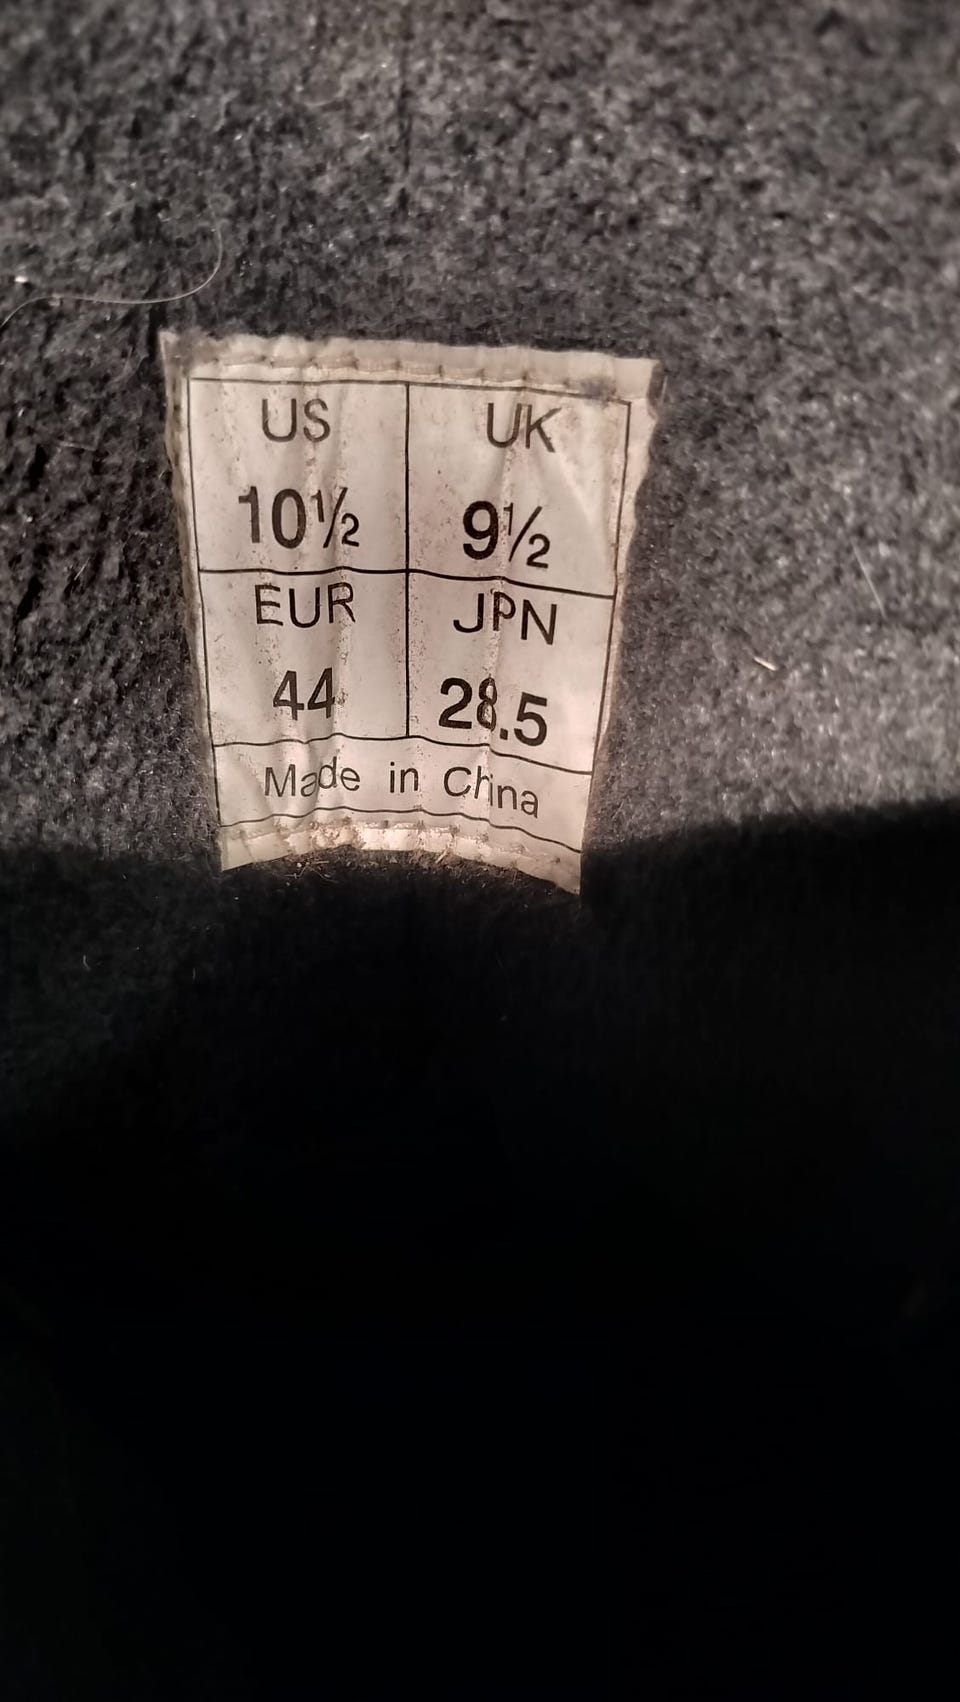 US UK
10½ 9½
EUR JPN
44 28.5
Made in China